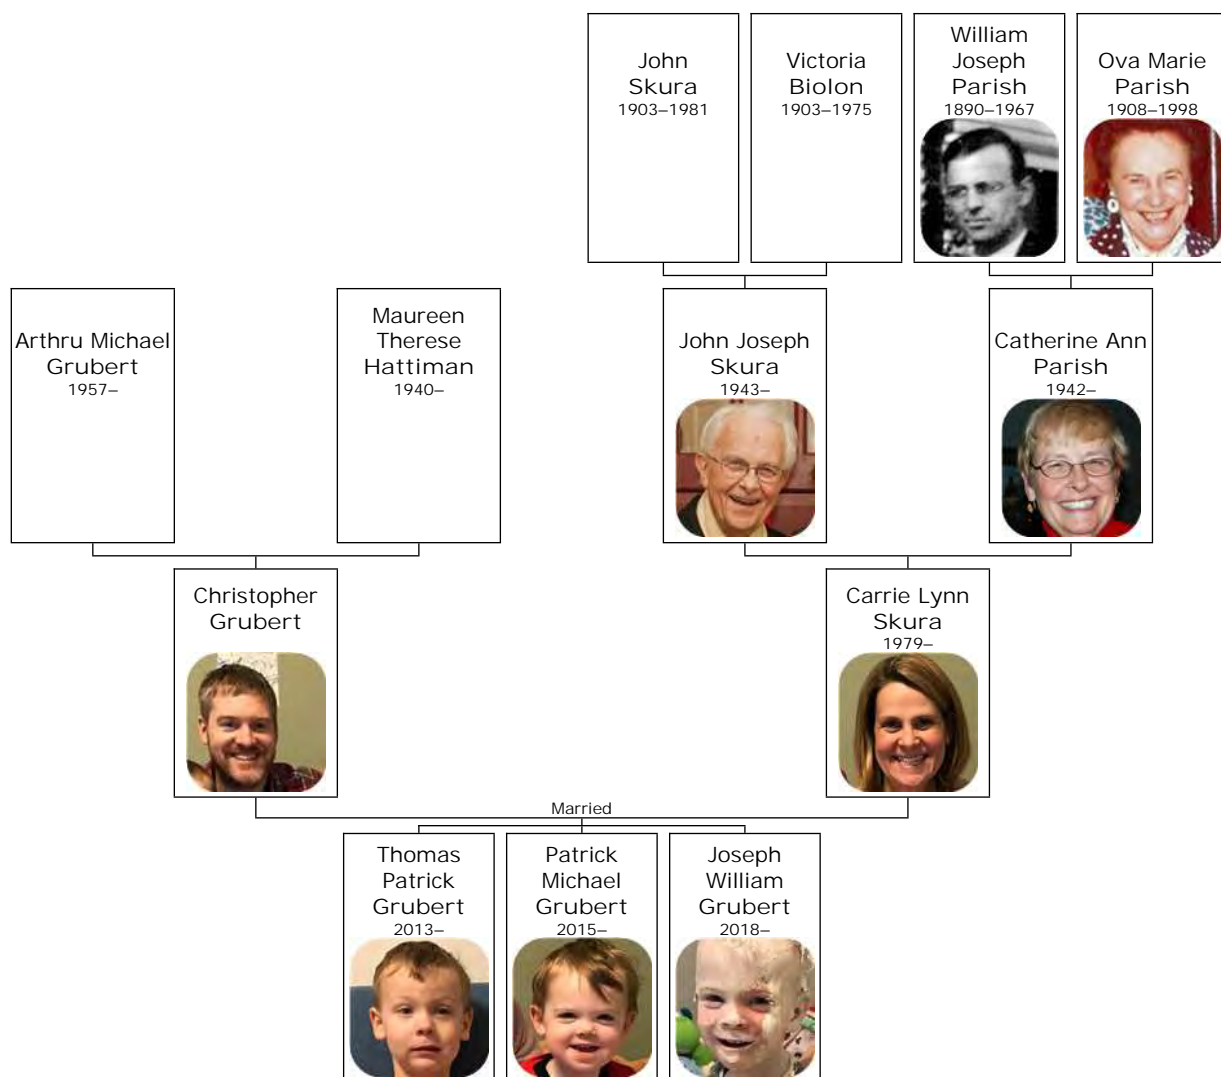 John
Skura
1903–1981
Victoria
Biolon
1903–1975
William
Joseph
Parish
1890–1967
Ova Marie
Parish
1908–1998
Arthru Michael
Grubert
1957–
Maureen
Therese
Hattiman
1940–
John Joseph
Skura
1943–
Catherine Ann
Parish
1942–
Christopher
Grubert
Carrie Lynn
Skura
1979–
Married
Thomas
Patrick
Grubert
2013–
Patrick
Michael
Grubert
2015–
Joseph
William
Grubert
2018–